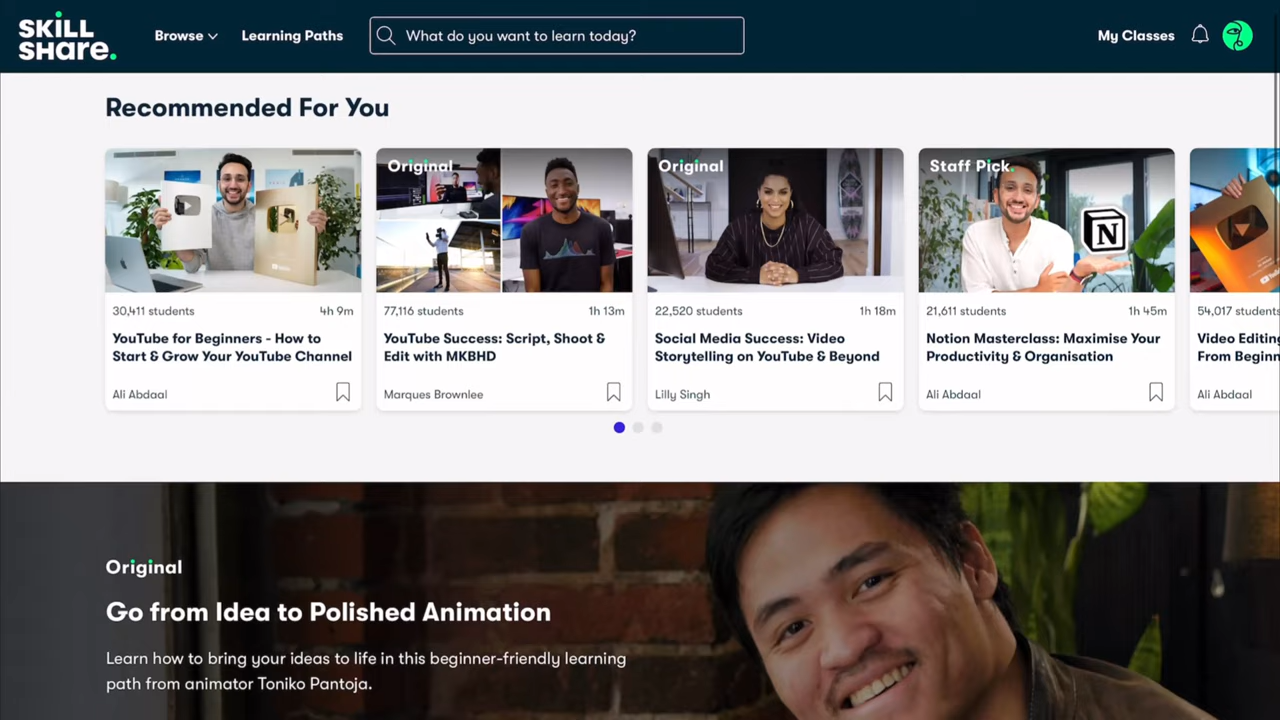 SKILL
SHare.
Browse
Learning Paths
What do you want to learn today?
My Classes
Recommended For You
Original
Original
Staff Pick.
N
30,411 students
4h 9m
77,116 students
1h 13m
22,520 students
1h 18m
21,611 students
1h 45m
54,017 students
YouTube for Beginners - How to
Start & Grow Your YouTube Channel
YouTube Success: Script, Shoot &
Edit with MKBHD
Social Media Success: Video
Storytelling on YouTube & Beyond
Notion Masterclass: Maximise Your
Productivity & Organisation
Video Editing
From Beginn
Ali Abdaal
Marques Brownlee
Lilly Singh
Ali Abdaal
Ali Abdaal
Original
Go from Idea to Polished Animation
Learn how to bring your ideas to life in this beginner-friendly learning
path from animator Toniko Pantoja.